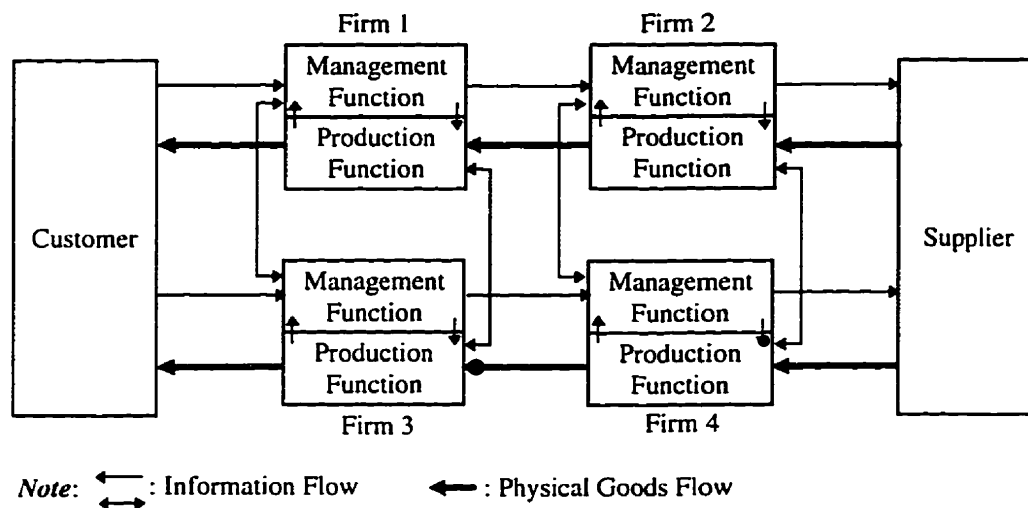 Firm 1
Firm 2
Management
Function
Production
Function
Management
Function
Production
Function
Customer
Supplier
Management
Function
Production
Function
Management
Function
Production
Function
Firm 3
Firm 4
Note: : Information Flow : Physical Goods Flow